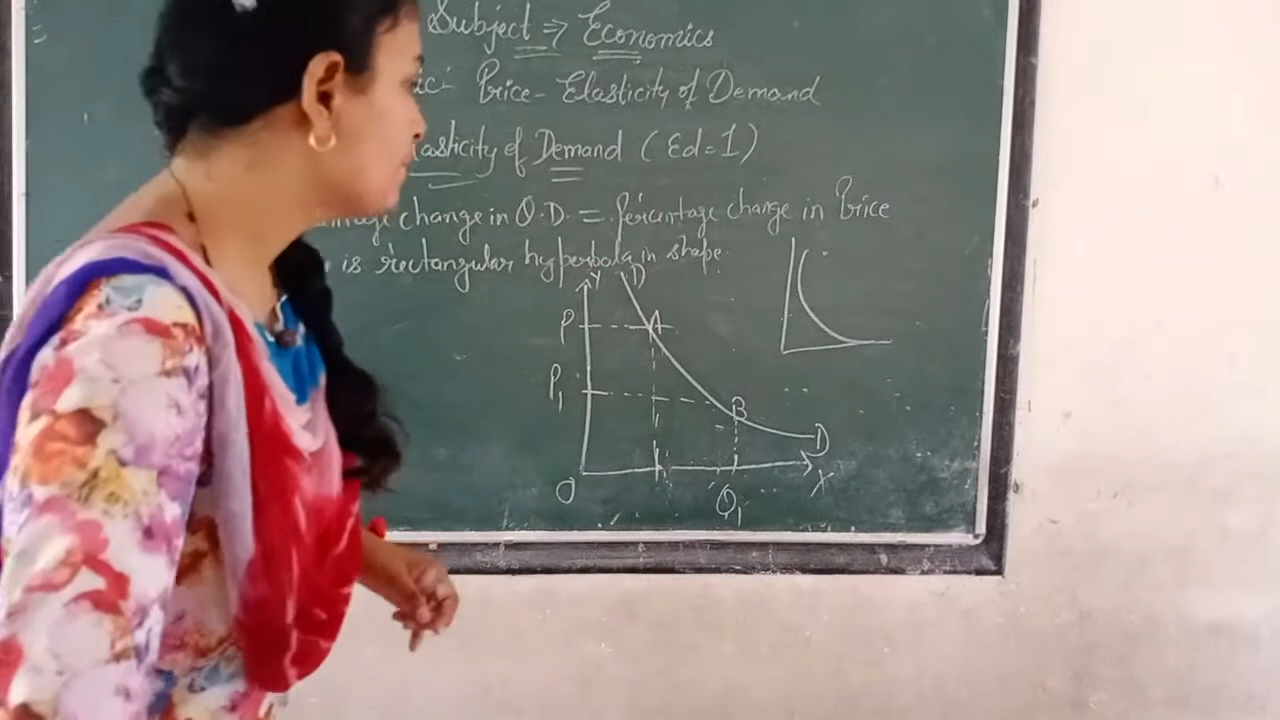 Subject ⇒ Economics
Price - Elasticity of Demand
Elasticity of Demand (Ed=1)
change in Q.D. = Percentage change in Price
is rectangular hyperbola in shape.
Y D
P A
P1
B
D
O Q1 X